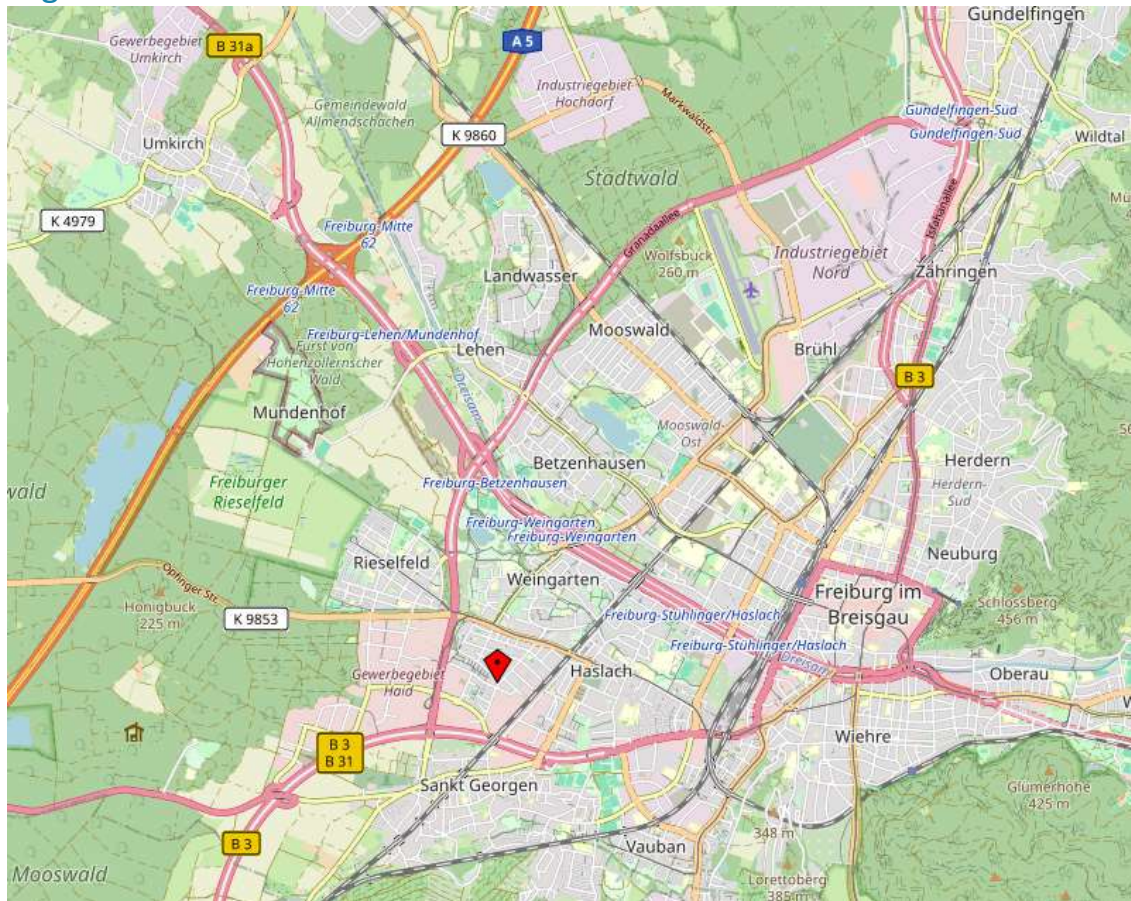 Gundelfingen
Gewerbegebiet
Umkirch
B 31a
A 5
Industriegebiet
Hochdorf
Markwaldstr.
Gemeindewald
Allmendschachen
Umkirch
K 9860
Gundelfingen-Süd
Gundelfingen-Süd
Wildtal
Stadtwald
K 4979
Freiburg-Mitte
62
Granadaallee
Isfahanallee
Wolfsbuck
260 m
Industriegebiet
Nord
Zähringen
Landwasser
Freiburg-Mitte
62
Mooswald
Freiburg-Lehen/Mundenhof
Lehen
Fürst von
Hohenzollernscher
Wald
Brühl
B 3
Dreisam
Mundenhof
Mooswald-
Ost
Betzenhausen
Herdern
Herdern-
Süd
Freiburger
Rieselfeld
Freiburg-Betzenhausen
wald
Freiburg-Weingarten
Freiburg-Weingarten
Neuburg
Rieselfeld
Weingarten
Opfinger Str.
Honigbuck
225 m
K 9853
Freiburg im
Breisgau
Schlossberg
456 m
Freiburg-Stühlinger/Haslach
Freiburg-Stühlinger/Haslach
Dreisam
Haslach
Oberau
Gewerbegebiet
Haid
Wiehre
B 3
B 31
Sankt Georgen
Glümerhöhe
425 m
B 3
348 m
Vauban
Mooswald
Lorettoberg
385 m